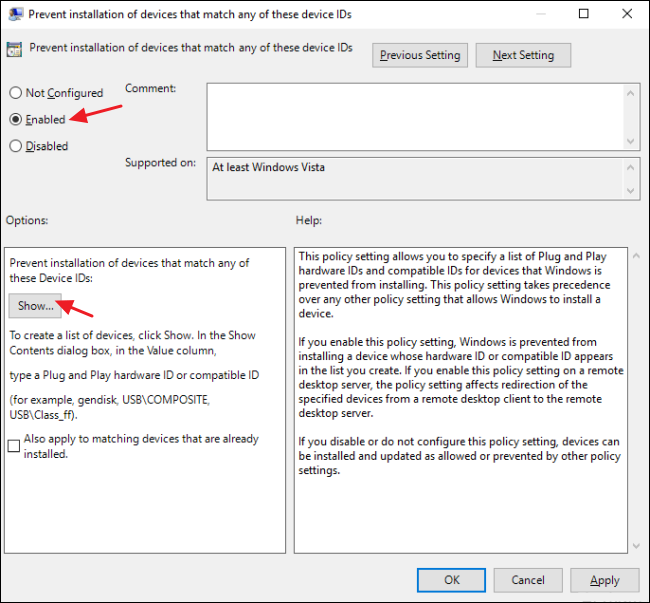 Prevent installation of devices that match any of these device IDs
Prevent installation of devices that match any of these device IDs
Previous Setting
Next Setting
Not Configured
Enabled
Disabled
Comment:
Supported on:
At least Windows Vista
Options:
Help:
Prevent installation of devices that match any of
these Device IDs:
Show...
To create a list of devices, click Show. In the Show
Contents dialog box, in the Value column,
type a Plug and Play hardware ID or compatible ID
(for example, gendisk, USB\COMPOSITE,
USB\Class_ff).
Also apply to matching devices that are already
installed.
This policy setting allows you to specify a list of Plug and Play
hardware IDs and compatible IDs for devices that Windows is
prevented from installing. This policy setting takes precedence
over any other policy setting that allows Windows to install a
device.
If you enable this policy setting, Windows is prevented from
installing a device whose hardware ID or compatible ID appears
in the list you create. If you enable this policy setting on a remote
desktop server, the policy setting affects redirection of the
specified devices from a remote desktop client to the remote
desktop server.
If you disable or do not configure this policy setting, devices can
be installed and updated as allowed or prevented by other policy
settings.
OK
Cancel
Apply